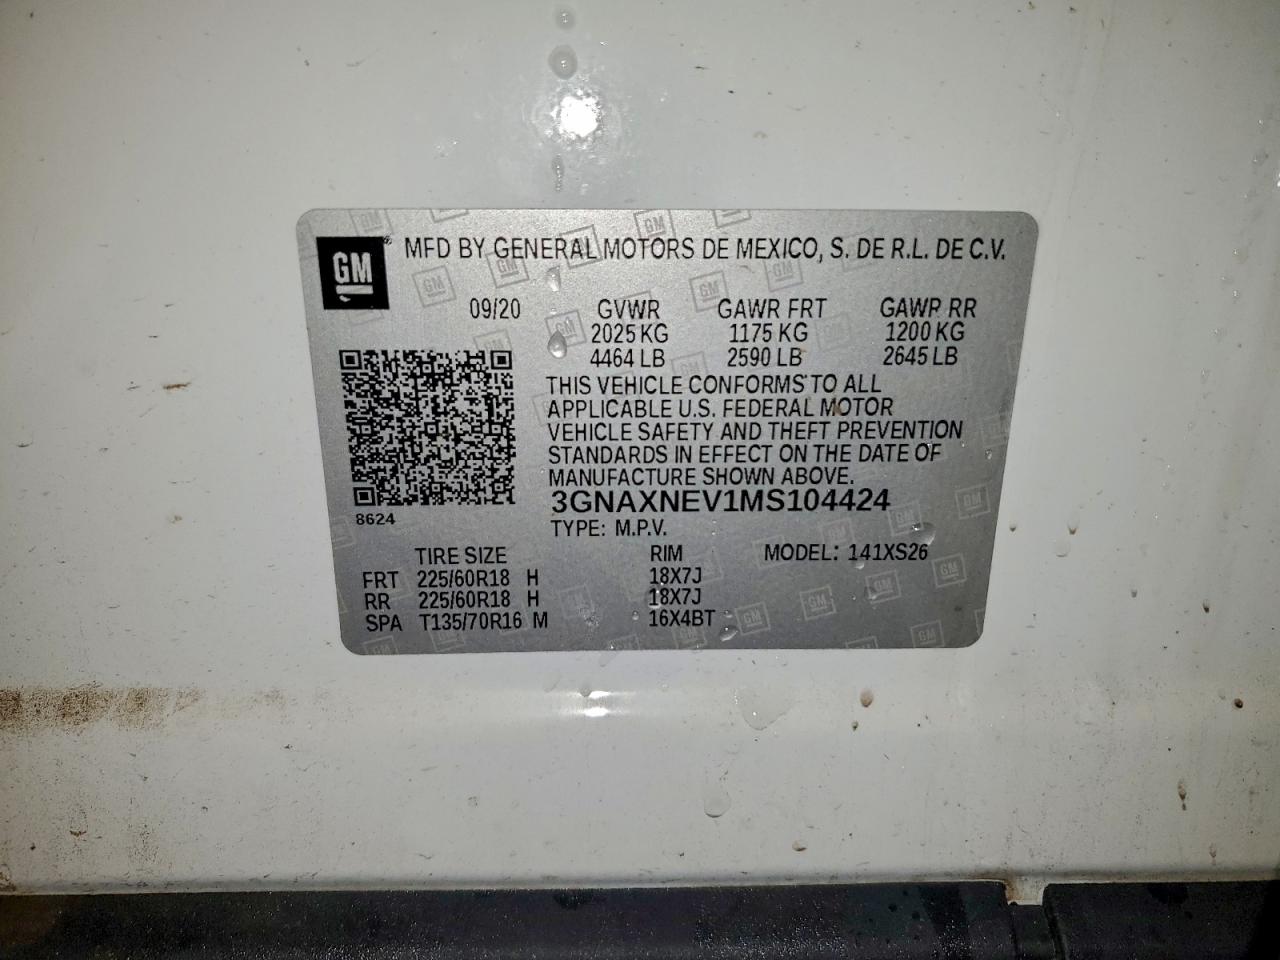 GM ® MFD BY GENERAL MOTORS DE MEXICO, S. DE R.L. DE C.V.
09/20 GVWR GAWR FRT GAWR RR
2025 KG 1175 KG 1200 KG
4464 LB 2590 LB 2645 LB
THIS VEHICLE CONFORMS TO ALL
APPLICABLE U.S. FEDERAL MOTOR
VEHICLE SAFETY AND THEFT PREVENTION
STANDARDS IN EFFECT ON THE DATE OF
MANUFACTURE SHOWN ABOVE.
3GNAXNEV1MS104424
8624
TYPE: M.P.V.
TIRE SIZE RIM MODEL: 141XS26
FRT 225/60R18 H 18X7J
RR 225/60R18 H 18X7J
SPA T135/70R16 M 16X4BT